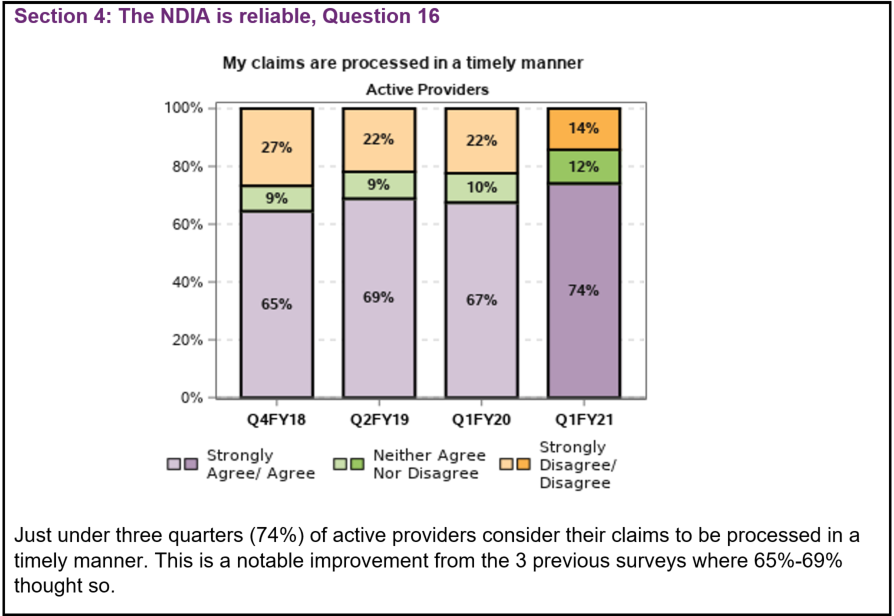 Section 4: The NDIA is reliable, Question 16
My claims are processed in a timely manner
Active Providers
100%
80%
60%
40%
20%
0%
27%
9%
65%
22%
9%
69%
22%
10%
67%
14%
12%
74%
Q4FY18 Q2FY19 Q1FY20 Q1FY21
Strongly
Agree/ Agree
Neither Agree
Nor Disagree
Strongly
Disagree/
Disagree
Just under three quarters (74%) of active providers consider their claims to be processed in a
timely manner. This is a notable improvement from the 3 previous surveys where 65%-69%
thought so.